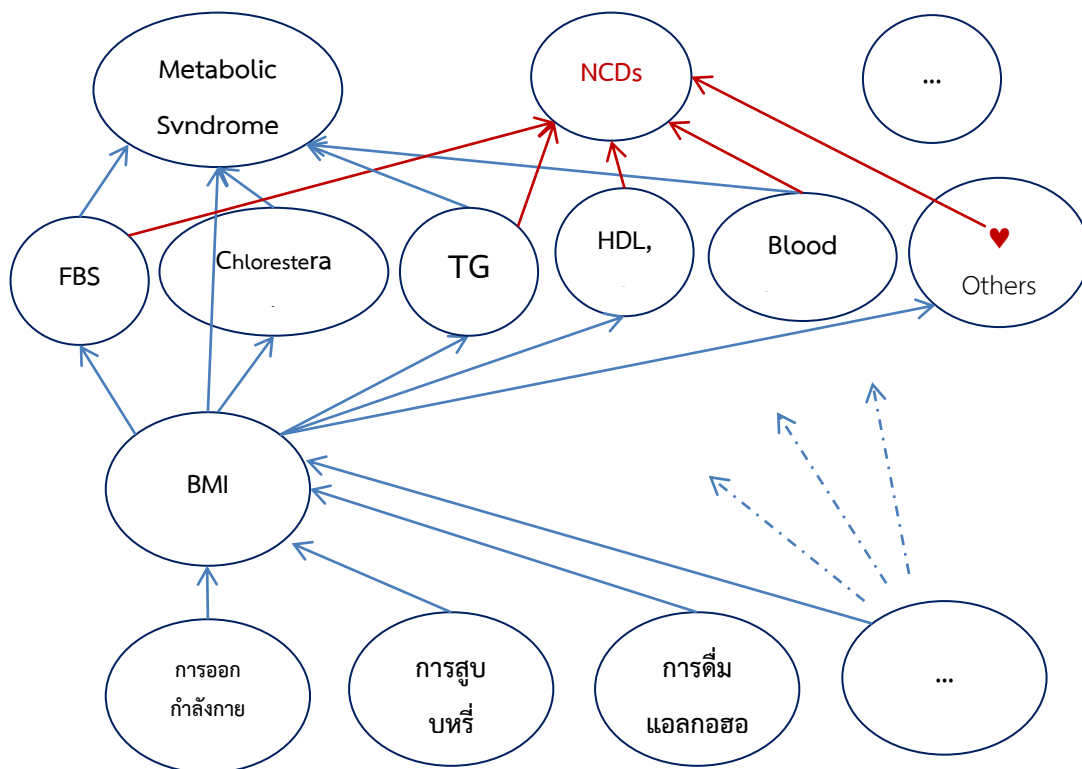 Metabolic
Svndrome
NCDs
...
FBS
Chlorestera
TG
HDL,
Blood
♥
Others
BMI
การออก
กำลังกาย
การสูบ
บหรี่
การดื่ม
แอลกอฮอ
...